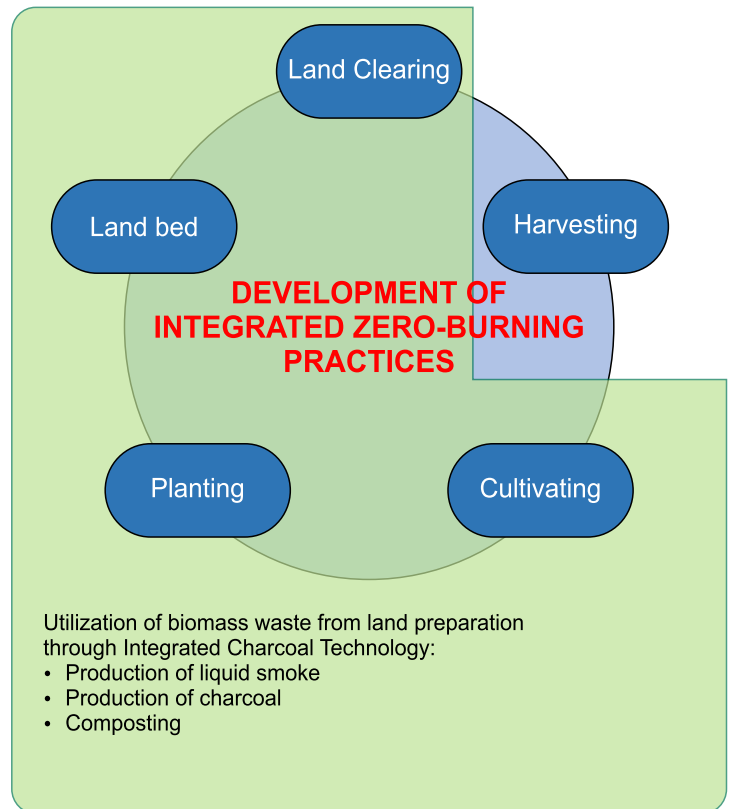 Land Clearing
Land bed
Harvesting
DEVELOPMENT OF
INTEGRATED ZERO-BURNING
PRACTICES
Planting
Cultivating
Utilization of biomass waste from land preparation
through Integrated Charcoal Technology:
• Production of liquid smoke
• Production of charcoal
• Composting